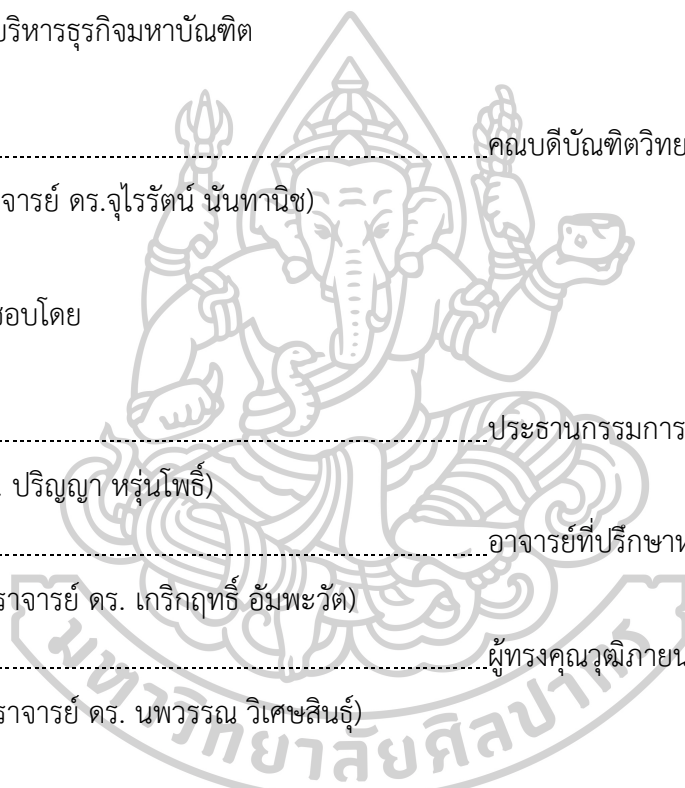 บริหารธุรกิจมหาบัณฑิต
คณบดีบัณฑิตวิทย
จารย์ ดร.จุไรรัตน์ นันทานิช)
สอบโดย
ประธานกรรมการ
. ปริญญา หรุ่นโพธิ์)
อาจารย์ที่ปรึกษาห
ราจารย์ ดร. เกริกฤทธิ์ อัมพะวัต)
ผู้ทรงคุณวุฒิภายน
ราจารย์ ดร. นพวรรณ วิเศษสินธุ์)
มหาวิทยาลัยศิลปากร